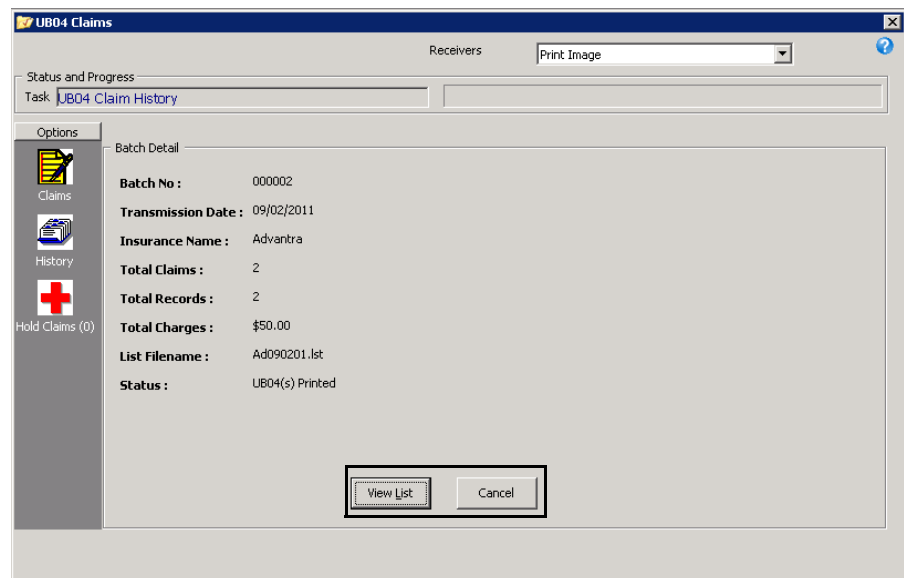 UB04 Claims
Receivers Print Image
Status and Progress
Task UB04 Claim History
Options
Claims
History
Hold Claims (0)
Batch Detail
Batch No : 000002
Transmission Date : 09/02/2011
Insurance Name : Advantra
Total Claims : 2
Total Records : 2
Total Charges : $50.00
List Filename : Ad090201.lst
Status : UB04(s) Printed
View List Cancel